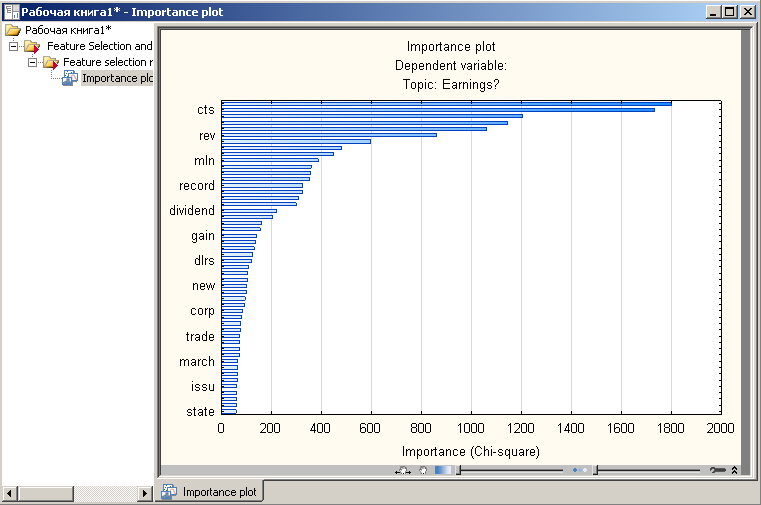 Рабочая книга1* - Importance plot
Рабочая книга1*
Feature Selection and
Feature selection r
Importance plo
Importance plot
Dependent variable:
Topic: Earnings?
cts
rev
mln
record
dividend
gain
dlrs
new
corp
trade
march
issu
state
0 200 400 600 800 1000 1200 1400 1600 1800 2000
Importance (Chi-square)
Importance plot